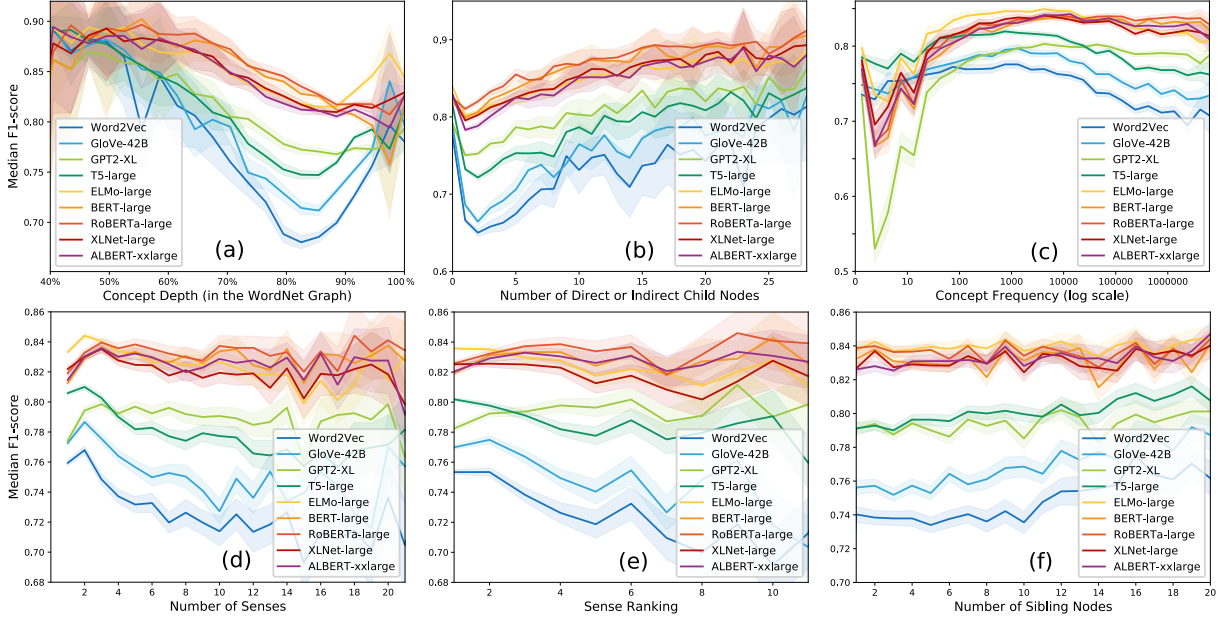 0.90
0.85
0.80
0.75
0.70
Median F1-score
Word2Vec
GloVe-42B
GPT2-XL
T5-large
ELMo-large
BERT-large
RoBERTa-large
XLNet-large
ALBERT-xxlarge
(a)
40% 50% 60% 70% 80% 90% 100%
Concept Depth (in the WordNet Graph)
0.9
0.8
0.7
0.6
Word2Vec
GloVe-42B
GPT2-XL
T5-large
ELMo-large
BERT-large
RoBERTa-large
XLNet-large
ALBERT-xxlarge
(b)
0 5 10 15 20 25
Number of Direct or Indirect Child Nodes
0.8
0.7
0.6
0.5
Word2Vec
GloVe-42B
GPT2-XL
T5-large
ELMo-large
BERT-large
RoBERTa-large
XLNet-large
ALBERT-xxlarge
(c)
0 10 100 1000 10000 100000 1000000
Concept Frequency (log scale)
0.86
0.84
0.82
0.80
0.78
0.76
0.74
0.72
0.70
0.68
Median F1-score
Word2Vec
GloVe-42B
GPT2-XL
T5-large
ELMo-large
BERT-large
RoBERTa-large
XLNet-large
ALBERT-xxlarge
(d)
2 4 6 8 10 12 14 16 18 20
Number of Senses
0.86
0.84
0.82
0.80
0.78
0.76
0.74
0.72
0.70
0.68
Word2Vec
GloVe-42B
GPT2-XL
T5-large
ELMo-large
BERT-large
RoBERTa-large
XLNet-large
ALBERT-xxlarge
(e)
2 4 6 8 10
Sense Ranking
0.86
0.84
0.82
0.80
0.78
0.76
0.74
0.72
0.70
Word2Vec
GloVe-42B
GPT2-XL
T5-large
ELMo-large
BERT-large
RoBERTa-large
XLNet-large
ALBERT-xxlarge
(f)
2 4 6 8 10 12 14 16 18 20
Number of Sibling Nodes